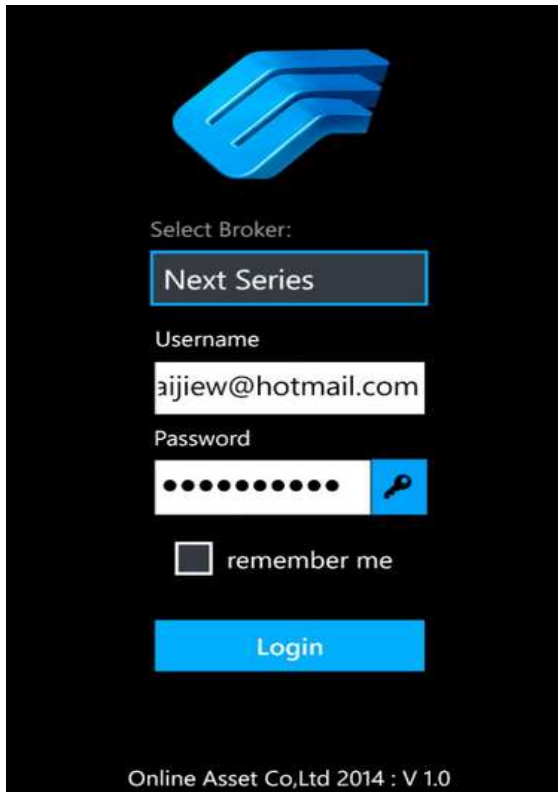 Select Broker:
Next Series
Username
aijiew@hotmail.com
Password
remember me
Login
Online Asset Co,Ltd 2014 : V 1.0